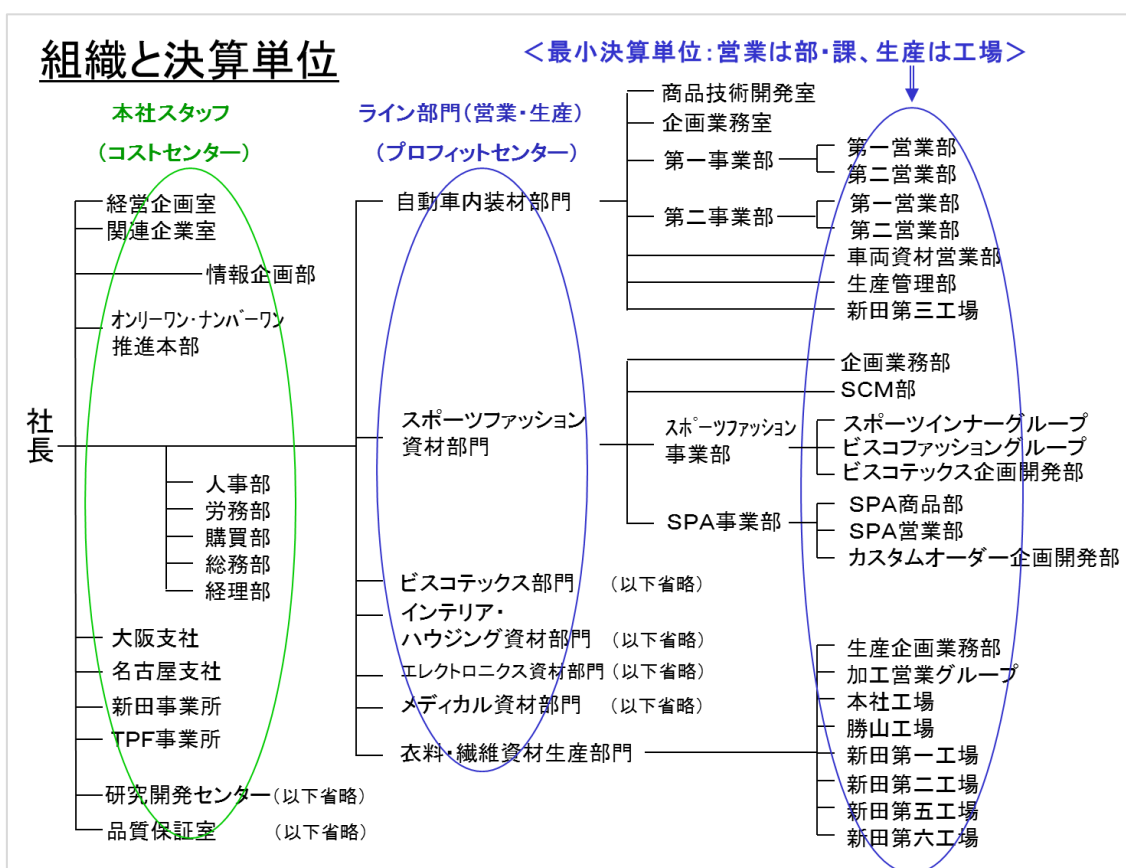 組織と決算単位
＜最小決算単位：営業は部・課、生産は工場＞
本社スタッフ
（コストセンター）
ライン部門（営業・生産）
（プロフィットセンター）
社長
経営企画室
関連企業室
情報企画部
オンリーワン・ナンバーワン
推進本部
人事部
労務部
購買部
総務部
経理部
大阪支社
名古屋支社
新田事業所
TPF事業所
研究開発センター（以下省略）
品質保証室　（以下省略）
自動車内装材部門
商品技術開発室
企画業務室
第一事業部
第一営業部
第二営業部
第二事業部
第一営業部
第二営業部
車両資材営業部
生産管理部
新田第三工場
スポーツファッション
資材部門
企画業務部
SCM部
スポーツファッション
事業部
スポーツインナーグループ
ビスコファッショングループ
ビスコテックス企画開発部
SPA事業部
SPA商品部
SPA営業部
カスタムオーダー企画開発部
ビスコテックス部門　（以下省略）
インテリア・
ハウジング資材部門　（以下省略）
エレクトロニクス資材部門（以下省略）
メディカル資材部門　（以下省略）
衣料・繊維資材生産部門
生産企画業務部
加工営業グループ
本社工場
勝山工場
新田第一工場
新田第二工場
新田第五工場
新田第六工場